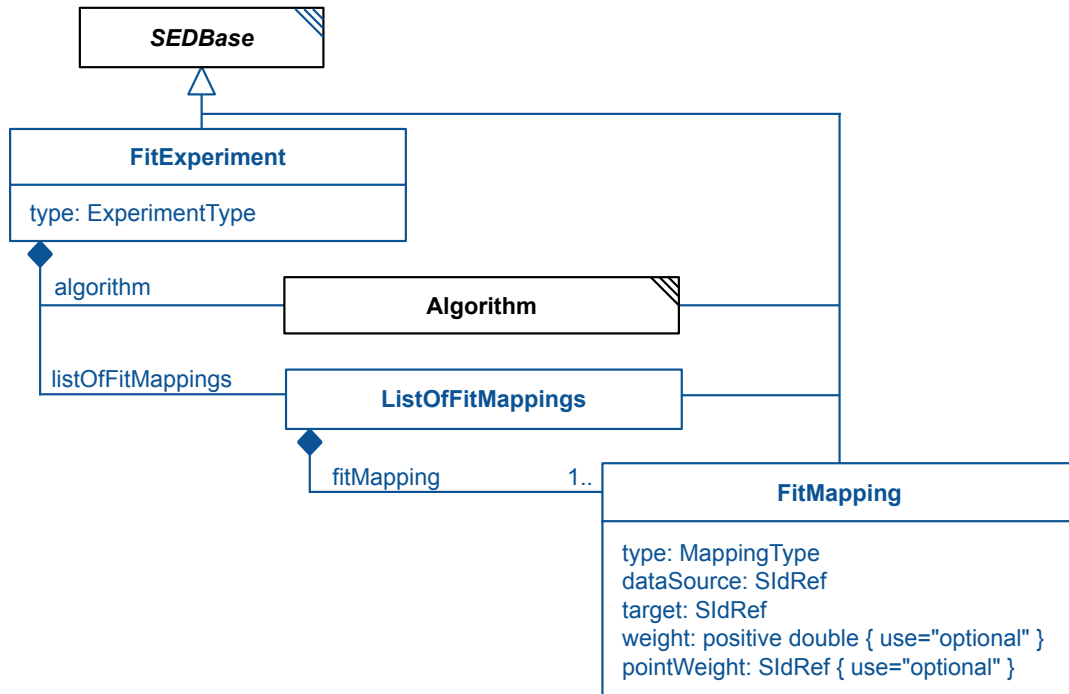 SEDBase
FitExperiment
type: ExperimentType
algorithm
Algorithm
listOfFitMappings
ListOfFitMappings
fitMapping
1..
FitMapping
type: MappingType
dataSource: SIdRef
target: SIdRef
weight: positive double { use="optional" }
pointWeight: SIdRef { use="optional" }